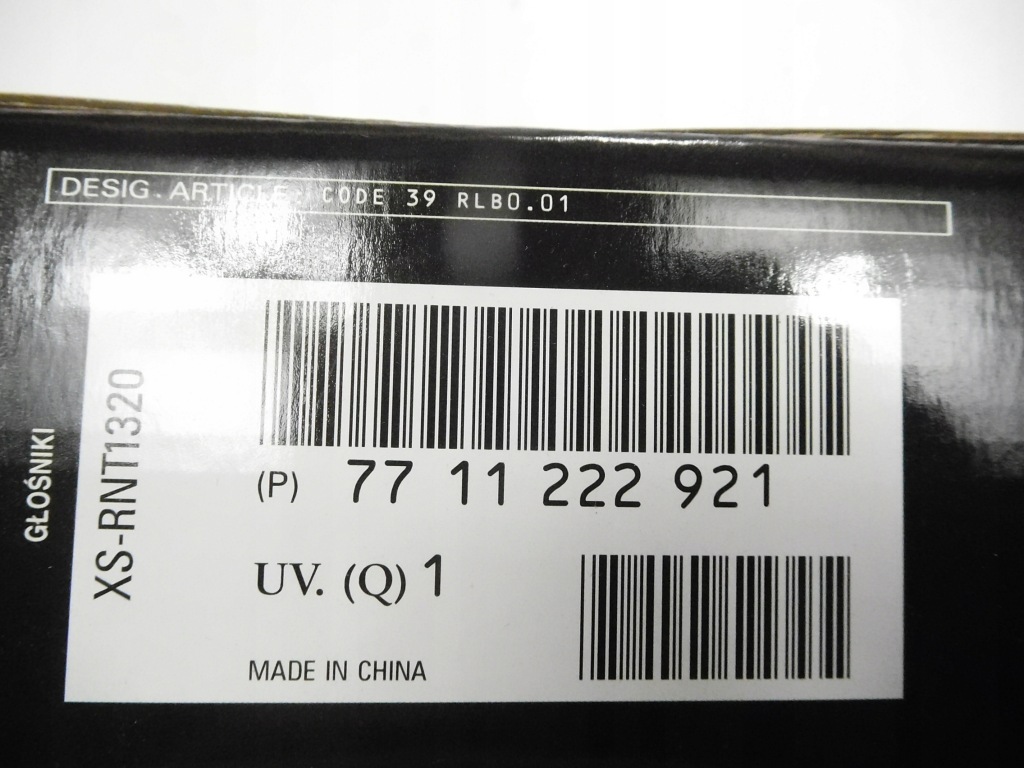 DESIG. ARTICLE: CODE 39 RLB0.01
GŁOŚNIKI
XS-RNT1320
(P) 77 11 222 921
UV. (Q) 1
MADE IN CHINA